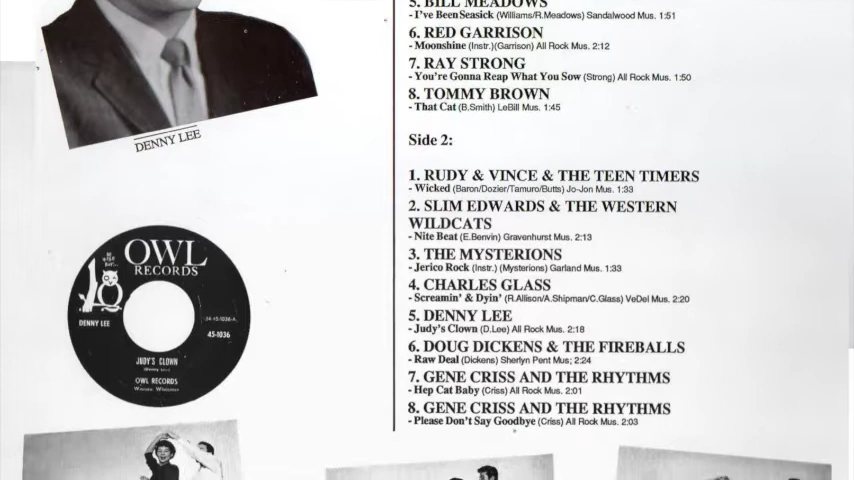 DENNY LEE
OWL
RECORDS
DENNY LEE
45-1036
JUDY'S CLOWN
OWL RECORDS
5. BILL MEADOWS
- I've Been Seasick (Williams/R.Meadows) Sandalwood Mus. 1:51
6. RED GARRISON
- Moonshine (Instr.)(Garrison) All Rock Mus. 2:12
7. RAY STRONG
- You're Gonna Reap What You Sow (Strong) All Rock Mus. 1:50
8. TOMMY BROWN
- That Cat (B.Smith) LeBill Mus. 1:45
Side 2:
1. RUDY & VINCE & THE TEEN TIMERS
- Wicked (Baron/Dozier/Tamuro/Butts) Jo-Jon Mus. 1:33
2. SLIM EDWARDS & THE WESTERN
WILDCATS
- Nite Beat (E.Benvin) Gravenhurst Mus. 2:13
3. THE MYSTERIONS
- Jerico Rock (Instr.) (Mysterions) Garland Mus. 1:33
4. CHARLES GLASS
- Screamin' & Dyin' (R.Allison/A.Shipman/C.Glass) VeDel Mus. 2:20
5. DENNY LEE
- Judy's Clown (D.Lee) All Rock Mus. 2:18
6. DOUG DICKENS & THE FIREBALLS
- Raw Deal (Dickens) Sherlyn Pent Mus; 2:24
7. GENE CRISS AND THE RHYTHMS
- Hep Cat Baby (Criss) All Rock Mus. 2:01
8. GENE CRISS AND THE RHYTHMS
- Please Don't Say Goodbye (Criss) All Rock Mus. 2:03